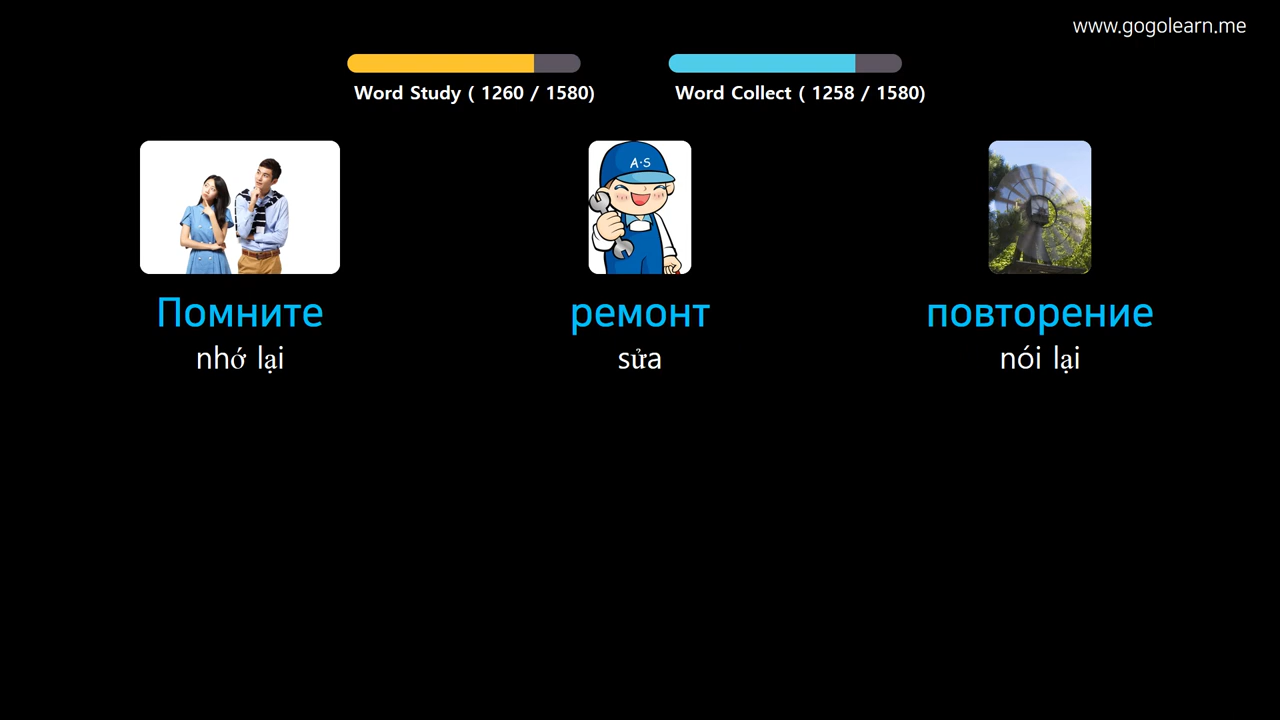 www.gogolearn.me
Word Study ( 1260 / 1580)
Word Collect ( 1258 / 1580)
A·S
Помните
ремонт
повторение
nhớ lại
sửa
nói lại